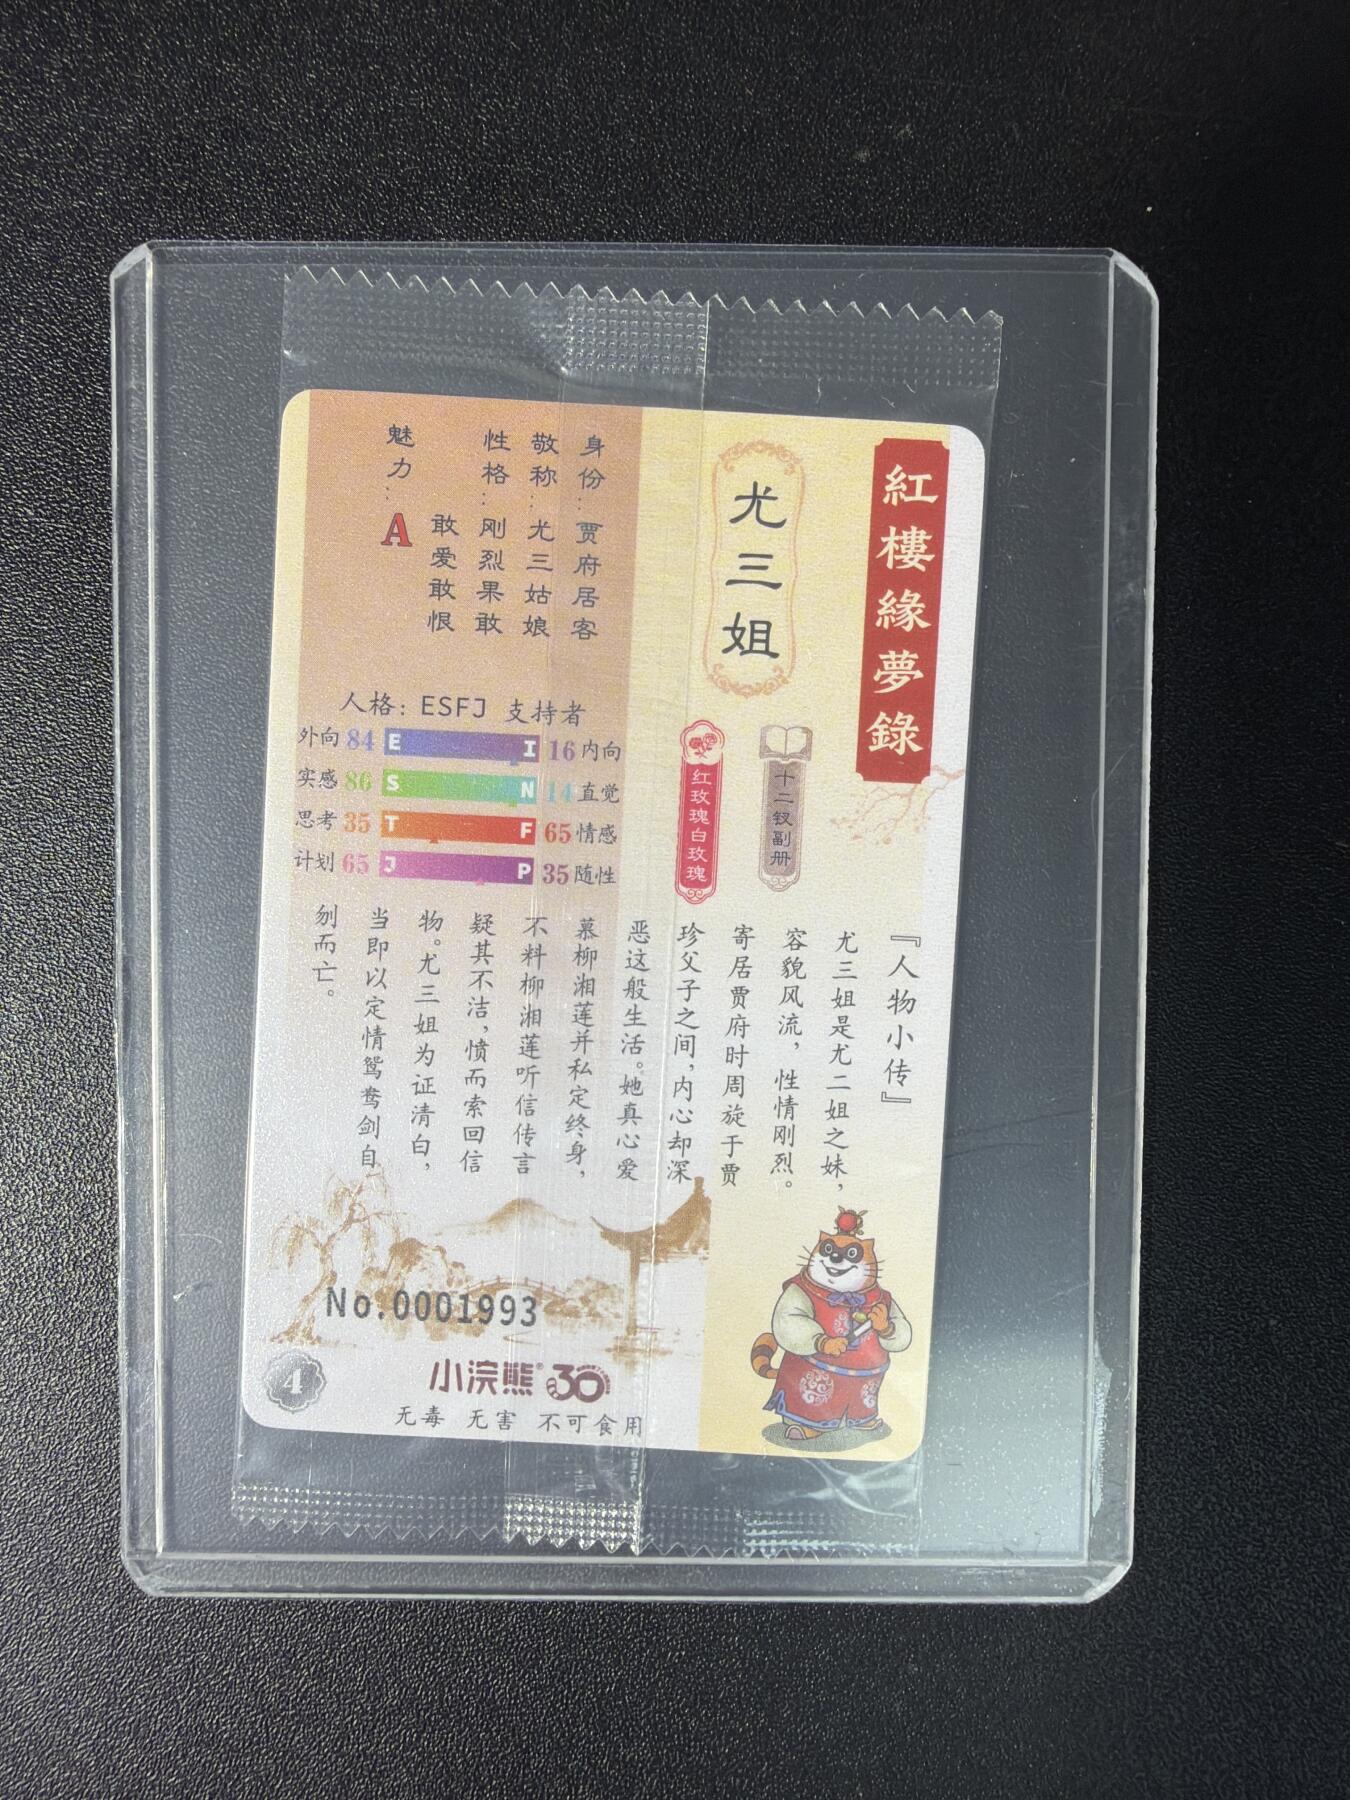 紅樓緣夢錄
尤三姐
十二钗副册
红玫瑰白玫瑰
身份：贾府居客
敬称：尤三姑娘
性格：刚烈果敢
敢爱敢恨
魅力：A
人格：ESFJ 支持者
外向 84 E I 16 内向
实感 86 S N 14 直觉
思考 35 T F 65 情感
计划 65 J P 35 随性
『人物小传』
尤三姐是尤二姐之妹，
容貌风流，性情刚烈。
寄居贾府时周旋于贾
珍父子之间，内心却深
恶这般生活。她真心爱
慕柳湘莲并私定终身，
不料柳湘莲听信传言
疑其不洁，愤而索回信
物。尤三姐为证清白，
当即以定情鸳鸯剑自
刎而亡。
No.0001993
4
小浣熊® 30
无毒 无害 不可食用